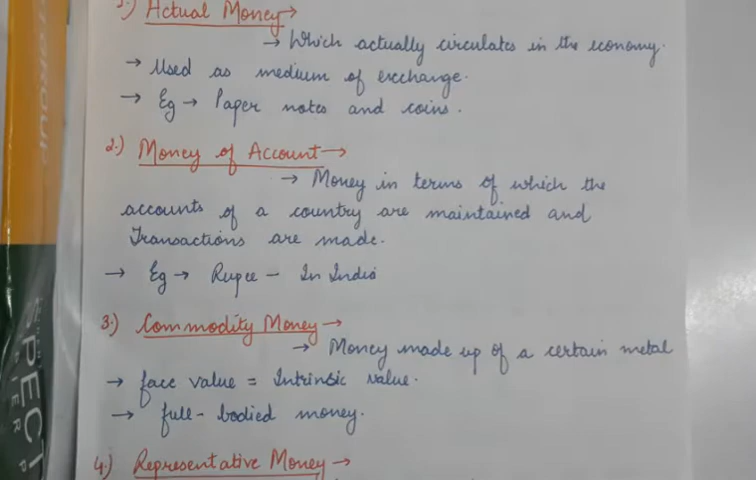 1.) Actual Money →
→ Which actually circulates in the economy.
→ Used as medium of exchange.
→ Eg → Paper notes and coins.
2.) Money of Account →
→ Money in terms of which the
accounts of a country are maintained and
Transactions are made.
→ Eg → Rupee - In India
3.) Commodity Money →
→ Money made up of a certain metal
→ face value = Intrinsic value.
→ full-bodied money.
4.) Representative Money →